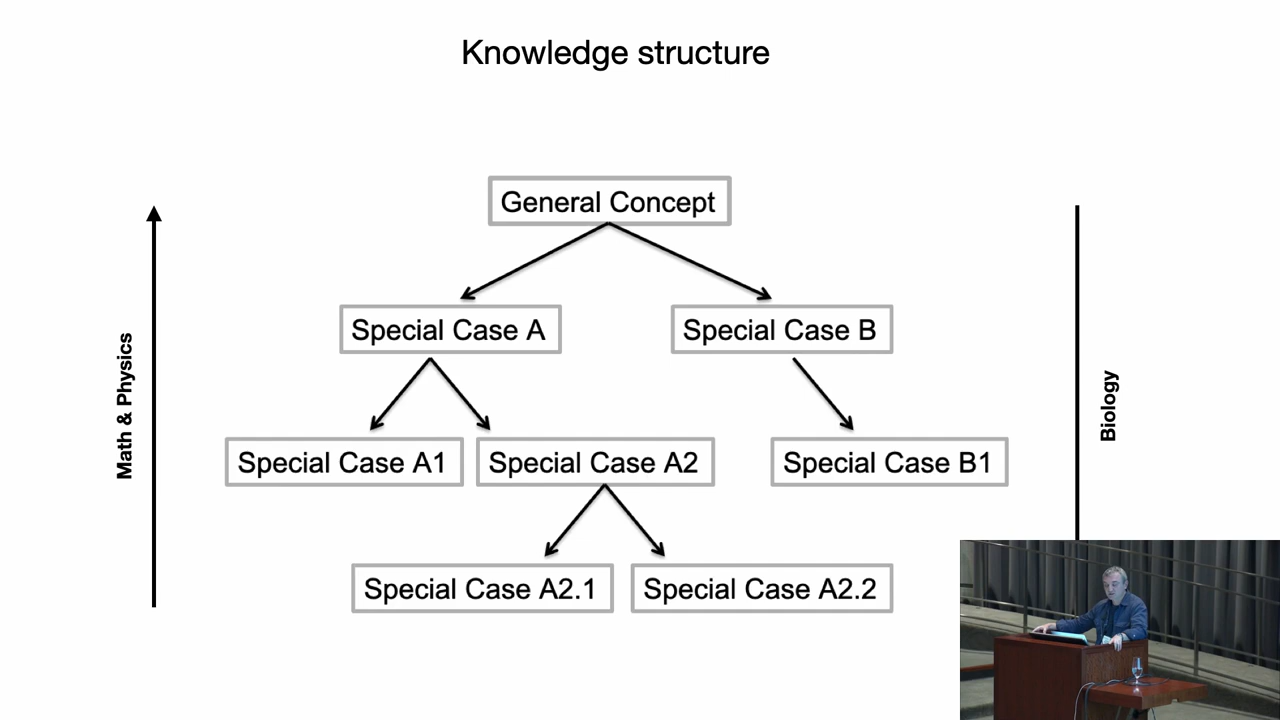 Knowledge structure
General Concept
Special Case A
Special Case B
Math & Physics
Biology
Special Case A1
Special Case A2
Special Case B1
Special Case A2.1
Special Case A2.2